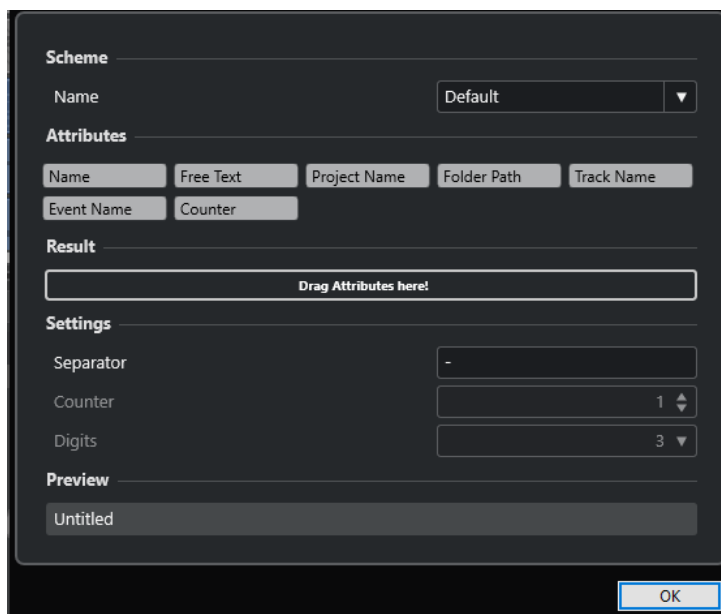 Scheme
Name Default
Attributes
Name Free Text Project Name Folder Path Track Name
Event Name Counter
Result
Drag Attributes here!
Settings
Separator -
Counter 1
Digits 3
Preview
Untitled
OK